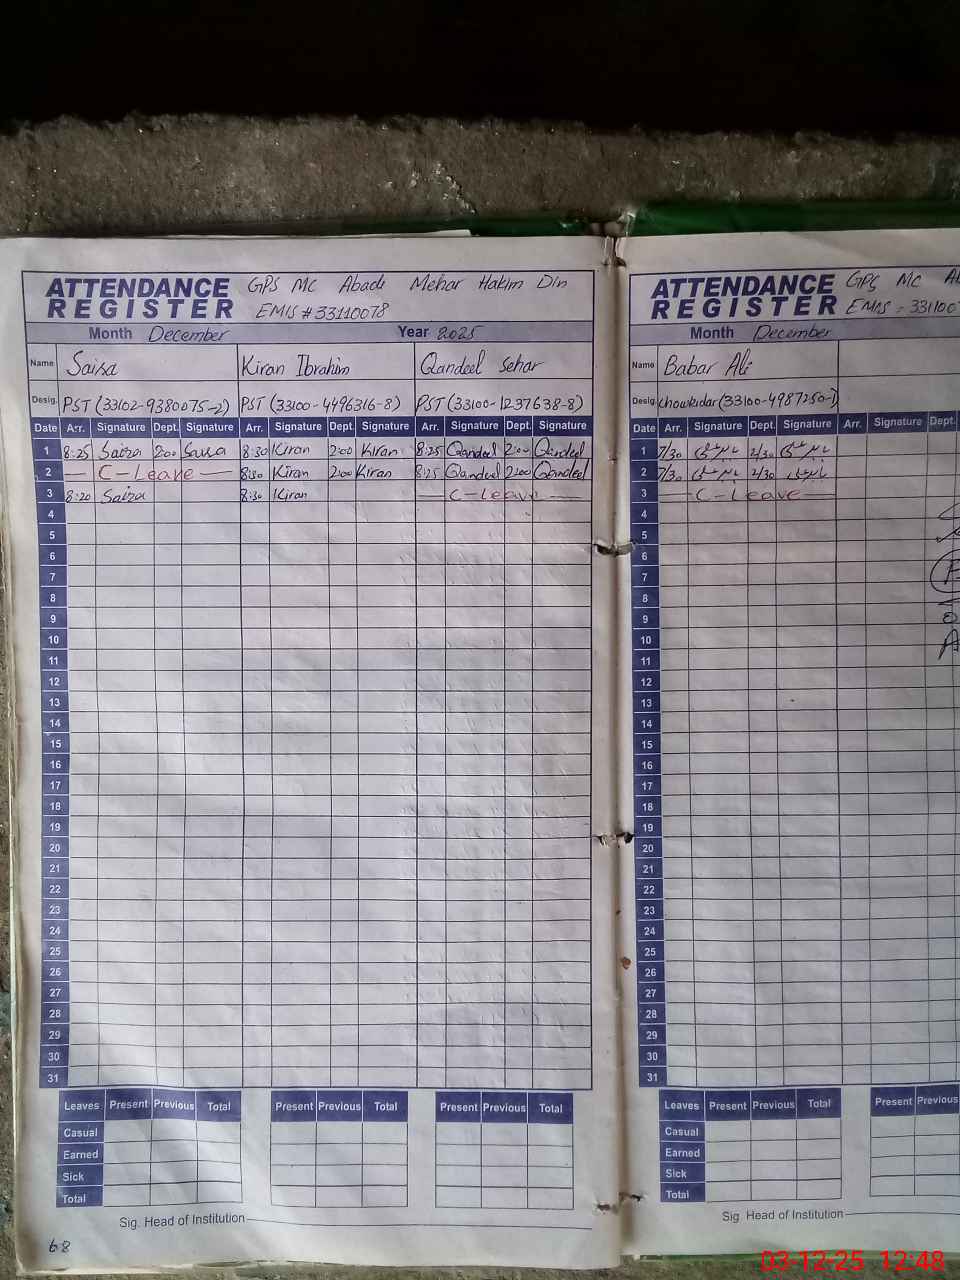 ATTENDANCE REGISTER GPS MC Abadi Mehar Hakim Din
EMIS # 33110078
Month December Year 2025
Name Saira Kiran Ibrahim Qandeel Sehar
Desig. PST (33102-9380075-2) PST (33100-4496316-8) PST (33100-1237638-8)
Date Arr. Signature Dept. Signature Arr. Signature Dept. Signature Arr. Signature Dept. Signature
1 8:25 Saira 2:00 Saira 8:30 Kiran 2:00 Kiran 8:25 Qandeel 2:00 Qandeel
2 C-Leave 8:30 Kiran 2:00 Kiran 8:25 Qandeel 2:00 Qandeel
3 8:20 Saira 8:30 Kiran C-Leave
4
5
6
7
8
9
10
11
12
13
14
15
16
17
18
19
20
21
22
23
24
25
26
27
28
29
30
31
Leaves Present Previous Total Present Previous Total Present Previous Total
Casual
Earned
Sick
Total
Sig. Head of Institution
68
ATTENDANCE REGISTER GPS MC
EMIS - 33110
Month December
Name Babar Ali
Desig. Chowkidar (33100-4987250-1)
Date Arr. Signature Dept. Signature Arr. Signature Dept.
1 7/30 بابر علی 2/30 بابر علی
2 7/30 بابر علی 2/30 بابر علی
3 C-Leave
4
5
6
7
8
9
10
11
12
13
14
15
16
17
18
19
20
21
22
23
24
25
26
27
28
29
30
31
Leaves Present Previous Total Present Previous
Casual
Earned
Sick
Total
Sig. Head of Institution
03-12-25 12:48